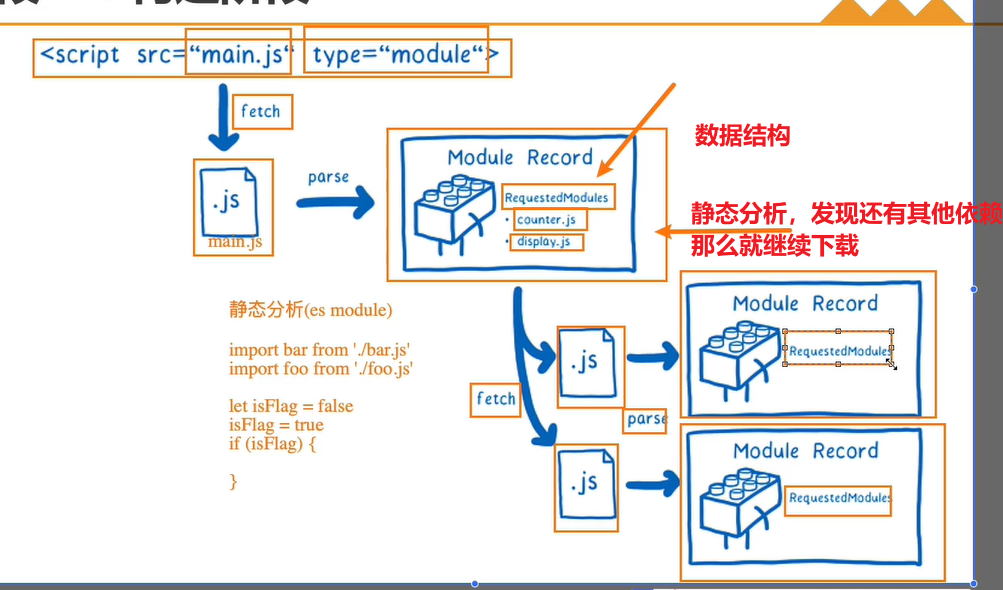 <script src=“main.js“ type=“module“>
fetch
.js
main.js
parse
Module Record
RequestedModules
· counter.js
· display.js
数据结构
静态分析，发现还有其他依赖
那么就继续下载
静态分析(es module)
import bar from './bar.js'
import foo from './foo.js'
let isFlag = false
isFlag = true
if (isFlag) {
}
fetch
.js
parse
Module Record
RequestedModules
.js
Module Record
RequestedModules